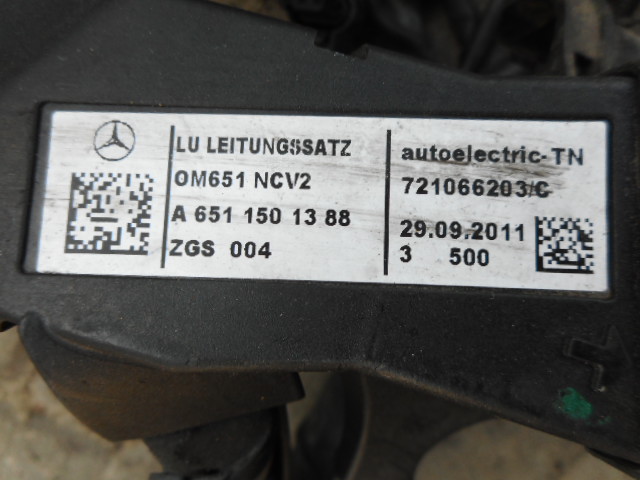 LU LEITUNGSSATZ
OM651 NCV2
A 651 150 13 88
ZGS 004
autoelectric-TN
721066203/C
29.09.2011
3 500